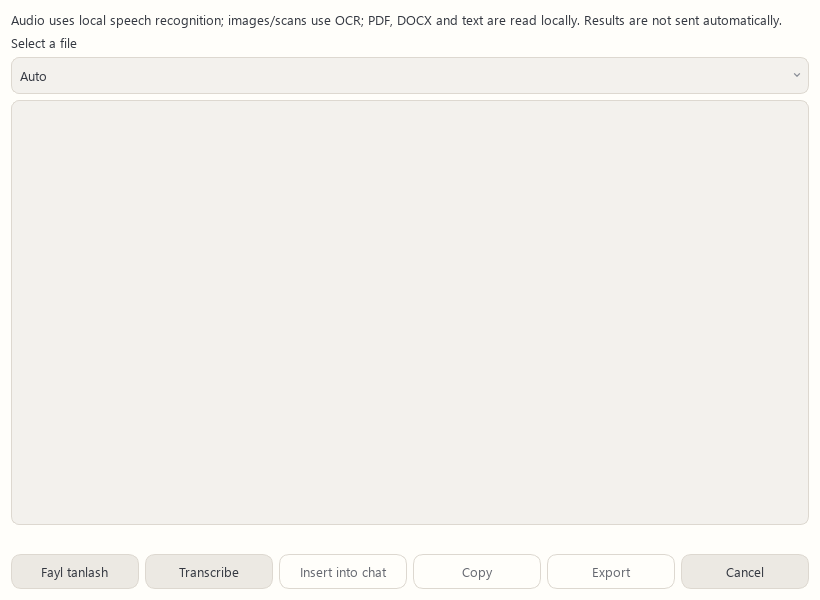 Audio uses local speech recognition; images/scans use OCR; PDF, DOCX and text are read locally. Results are not sent automatically.
Select a file
Auto
Fayl tanlash
Transcribe
Insert into chat
Copy
Export
Cancel